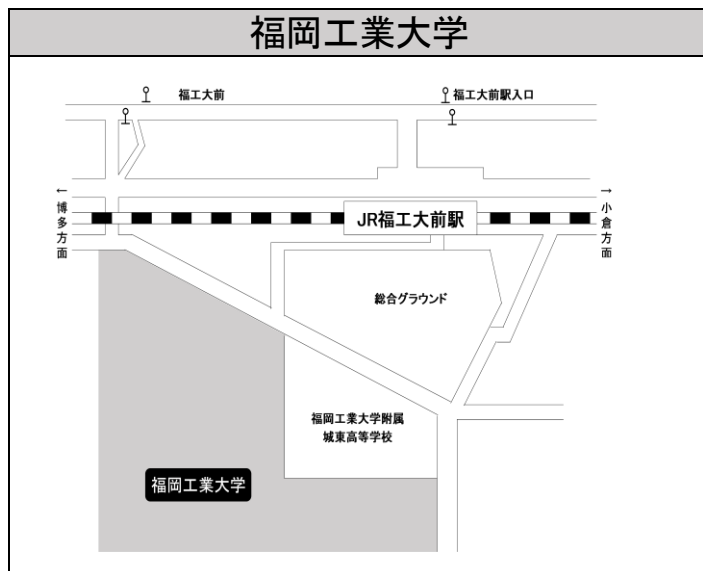 福岡工業大学
福工大前
福工大前駅入口
←
博多方面
JR福工大前駅
→
小倉方面
総合グラウンド
福岡工業大学附属
城東高等学校
福岡工業大学